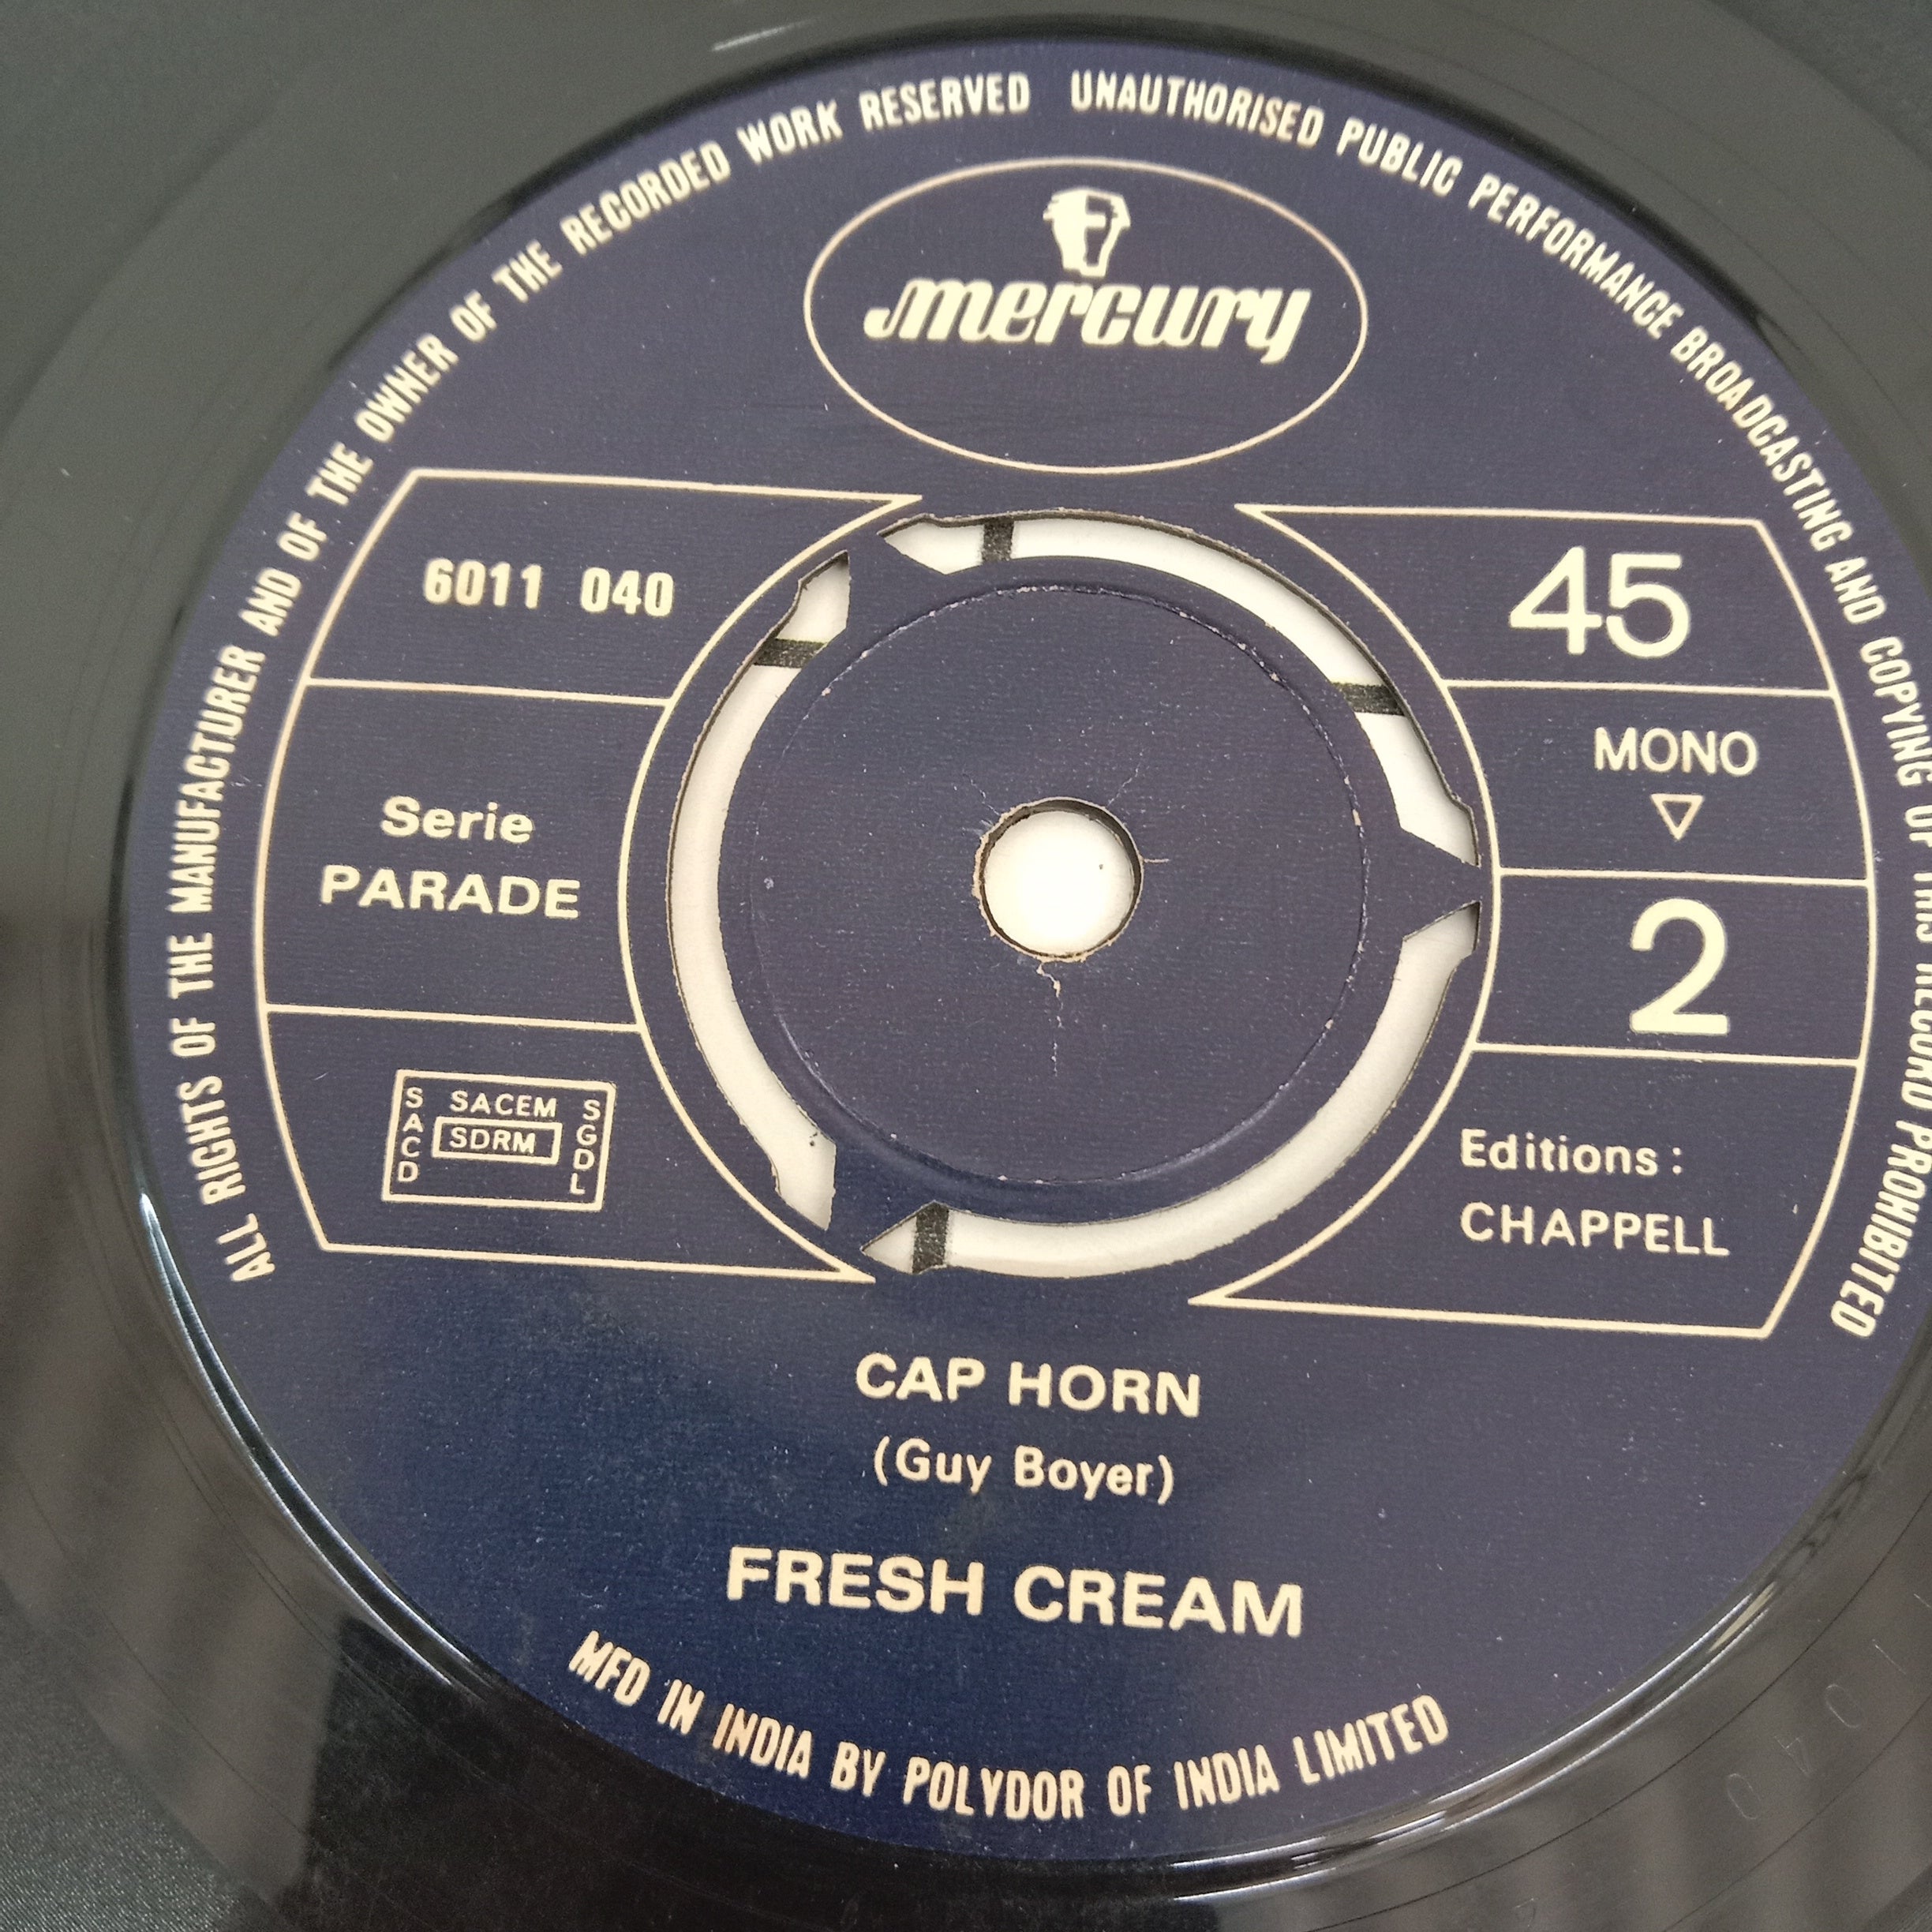 ALL RIGHTS OF THE MANUFACTURER AND OF THE OWNER OF THE RECORDED WORK RESERVED UNAUTHORISED PUBLIC PERFORMANCE BROADCASTING AND COPYING OF THIS RECORD PROHIBITED
mercury
6011 040
45
Serie
PARADE
MONO
2
SACD
SACEM
SDRM
SGDL
Editions:
CHAPPELL
CAP HORN
(Guy Boyer)
FRESH CREAM
MFD IN INDIA BY POLYDOR OF INDIA LIMITED
040